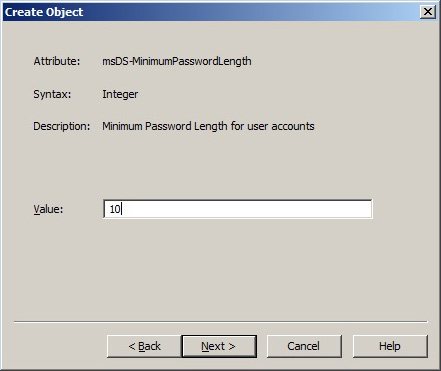 Create Object
Attribute: msDS-MinimumPasswordLength
Syntax: Integer
Description: Minimum Password Length for user accounts
Value: 10
< Back Next > Cancel Help